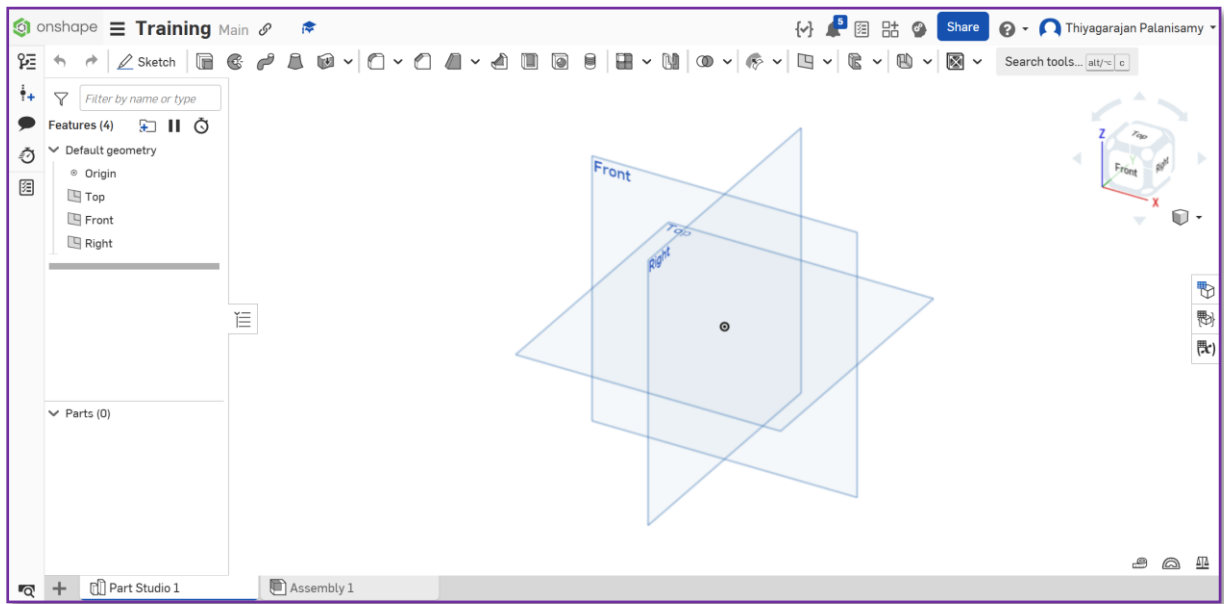 onshape Training Main 5 Share Thiyagarajan Palanisamy
Sketch Search tools... alt/⌥ c
Filter by name or type
Features (4)
Default geometry
Origin
Top
Front
Right
Parts (0)
Front
Top
Right
Z
Top
Y
Front
Right
X
(x)
Part Studio 1
Assembly 1